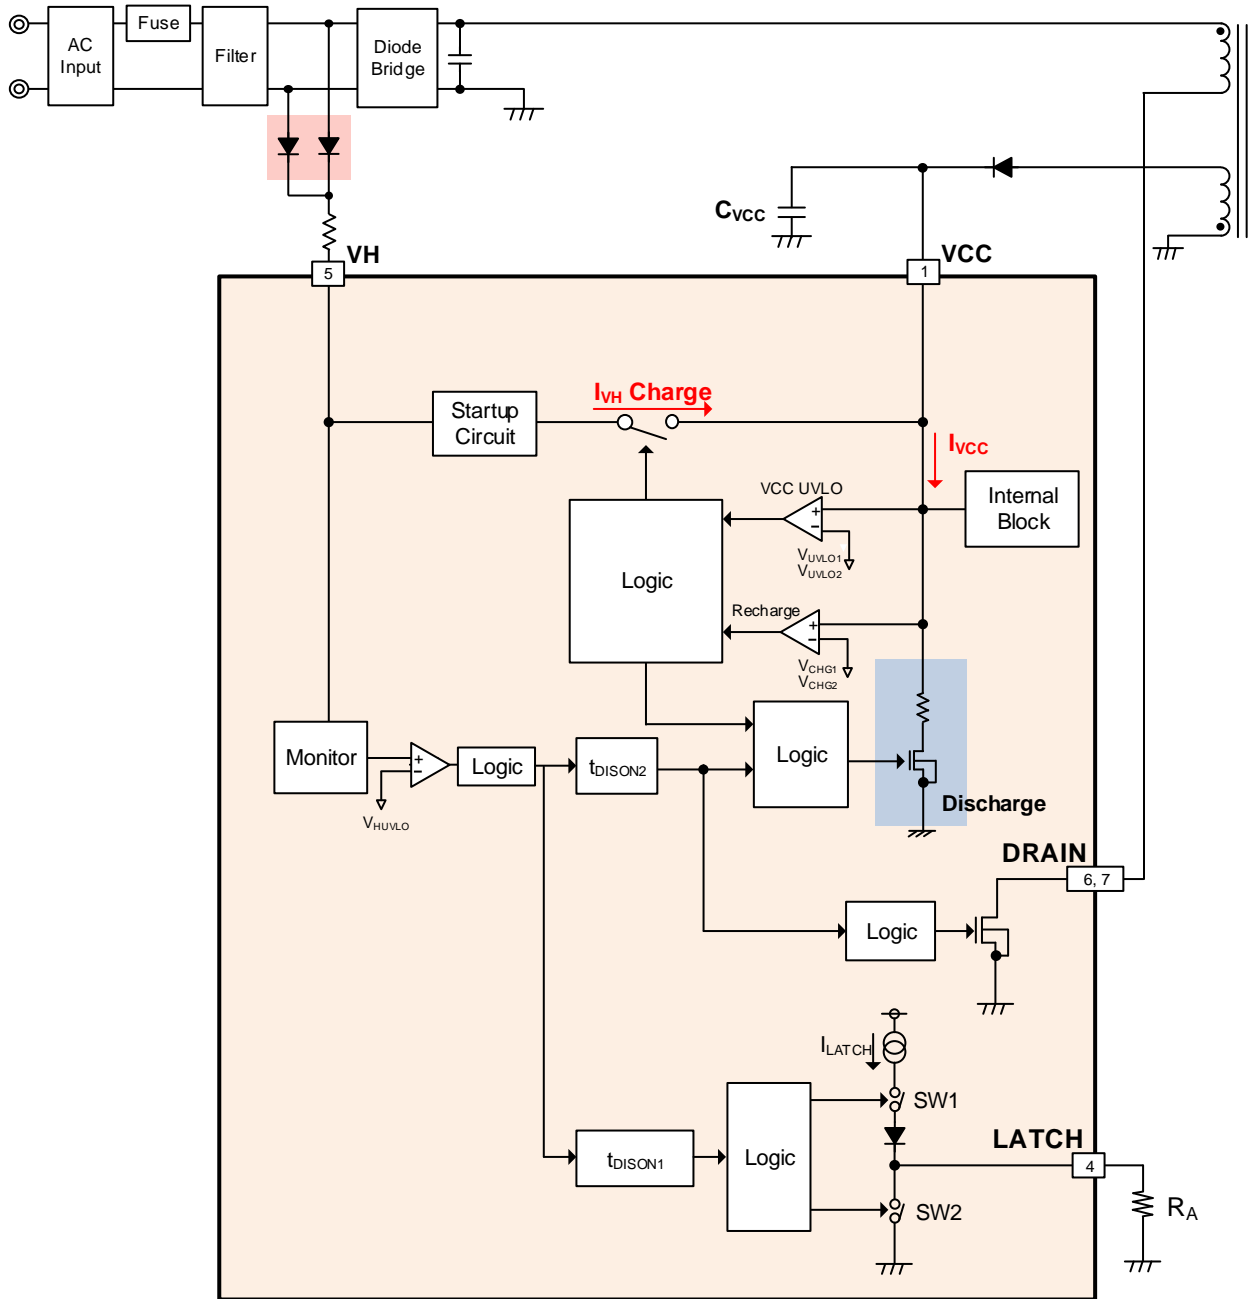 AC
Input
Fuse
Filter
Diode
Bridge
CVCC
VH
5
VCC
1
Startup
Circuit
IVH Charge
IVCC
VCC UVLO
+
−
VUVLO1
VUVLO2
Internal
Block
Logic
Recharge
+
−
VCHG1
VCHG2
Monitor
+
−
VHUVLO
Logic
tDISON2
Logic
Discharge
DRAIN
6, 7
Logic
ILATCH
SW1
LATCH
4
tDISON1
Logic
SW2
RA